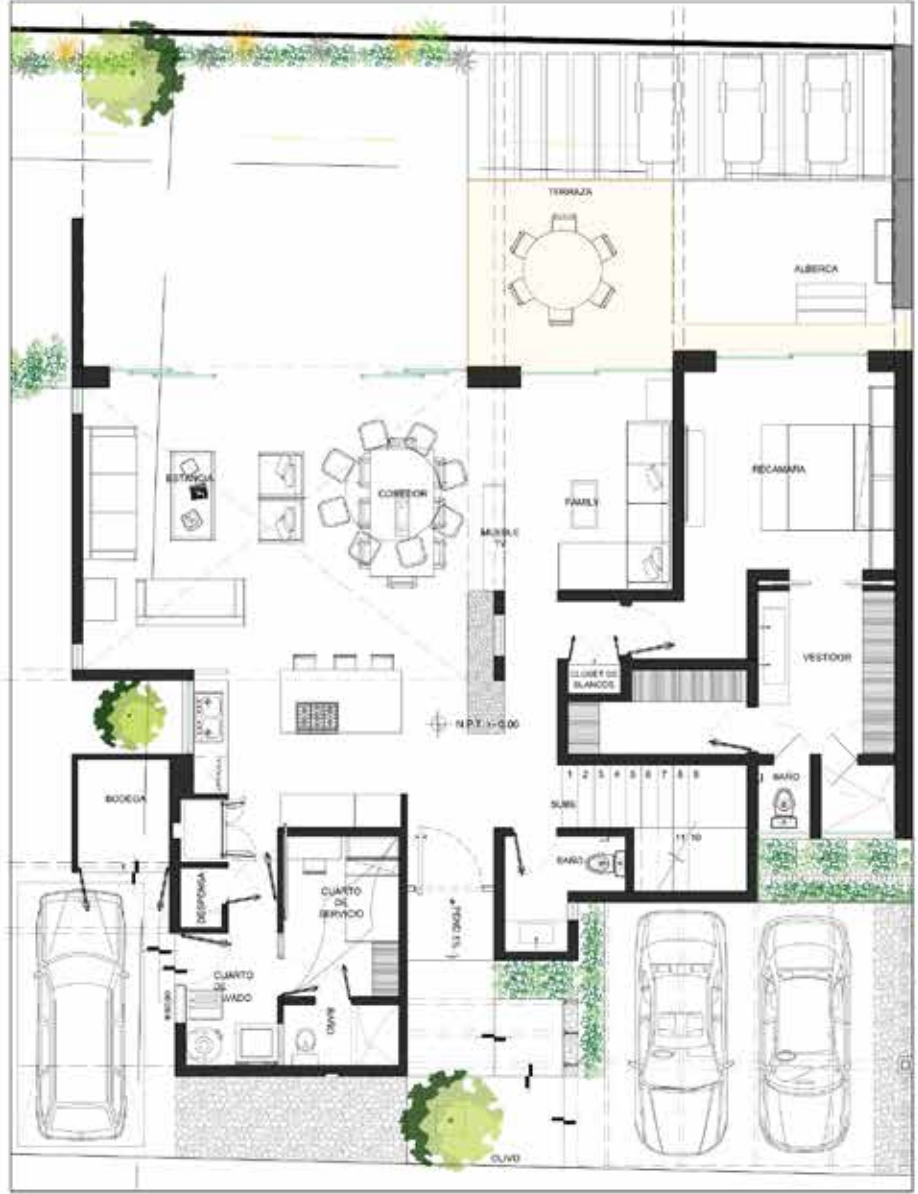 TERRAZA
ALBERCA
ESTANCIA
COMEDOR
FAMILY
RECAMARA
MUEBLE
TV
VESTIDOR
CLOSET DE
BLANCOS
N.P.T. +-0.00
BODEGA
1 2 3 4 5 6 7 8 9
SUBE
11 10
BAÑO
BAÑO
DESPENSA
CUARTO
DE
SERVICIO
CUARTO
DE
LAVADO
BAÑO
OLIVO